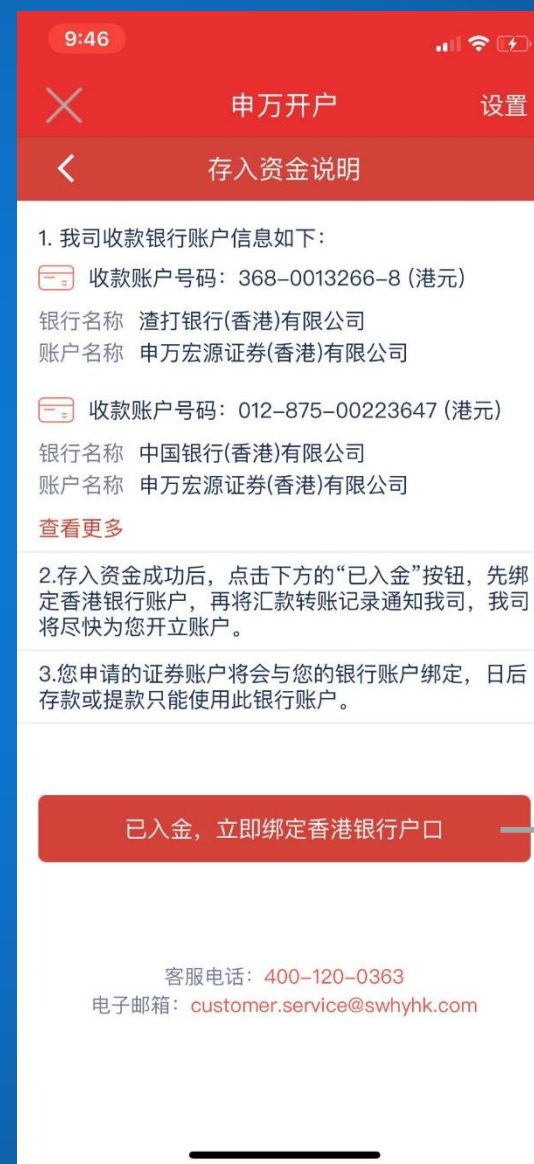 9:46
申万开户 设置
存入资金说明
1. 我司收款银行账户信息如下：
收款账户号码：368-0013266-8 (港元)
银行名称 渣打银行(香港)有限公司
账户名称 申万宏源证券(香港)有限公司
收款账户号码：012-875-00223647 (港元)
银行名称 中国银行(香港)有限公司
账户名称 申万宏源证券(香港)有限公司
查看更多
2.存入资金成功后，点击下方的“已入金”按钮，先绑
定香港银行账户，再将汇款转账记录通知我司，我司
将尽快为您开立账户。
3.您申请的证券账户将会与您的银行账户绑定，日后
存款或提款只能使用此银行账户。
已入金，立即绑定香港银行户口
客服电话：400-120-0363
电子邮箱：customer.service@swhyhk.com